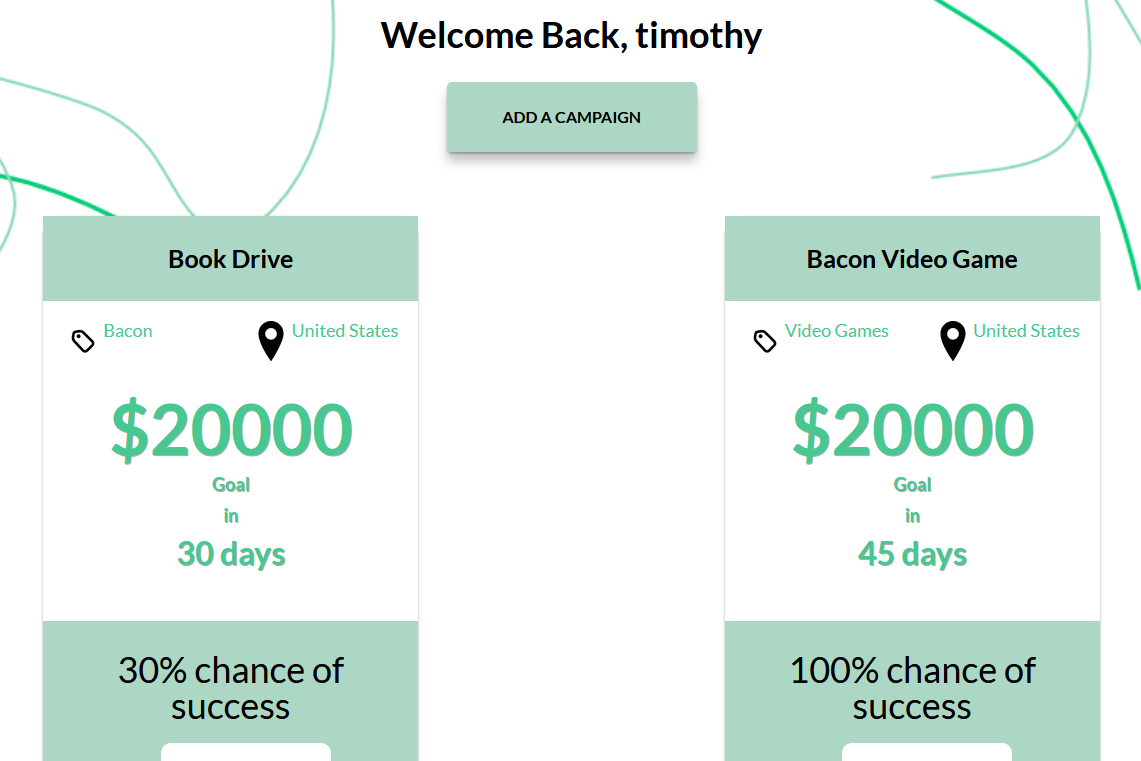 Welcome Back, timothy
ADD A CAMPAIGN
Book Drive
Bacon
United States
$20000
Goal
in
30 days
30% chance of
success
Bacon Video Game
Video Games
United States
$20000
Goal
in
45 days
100% chance of
success